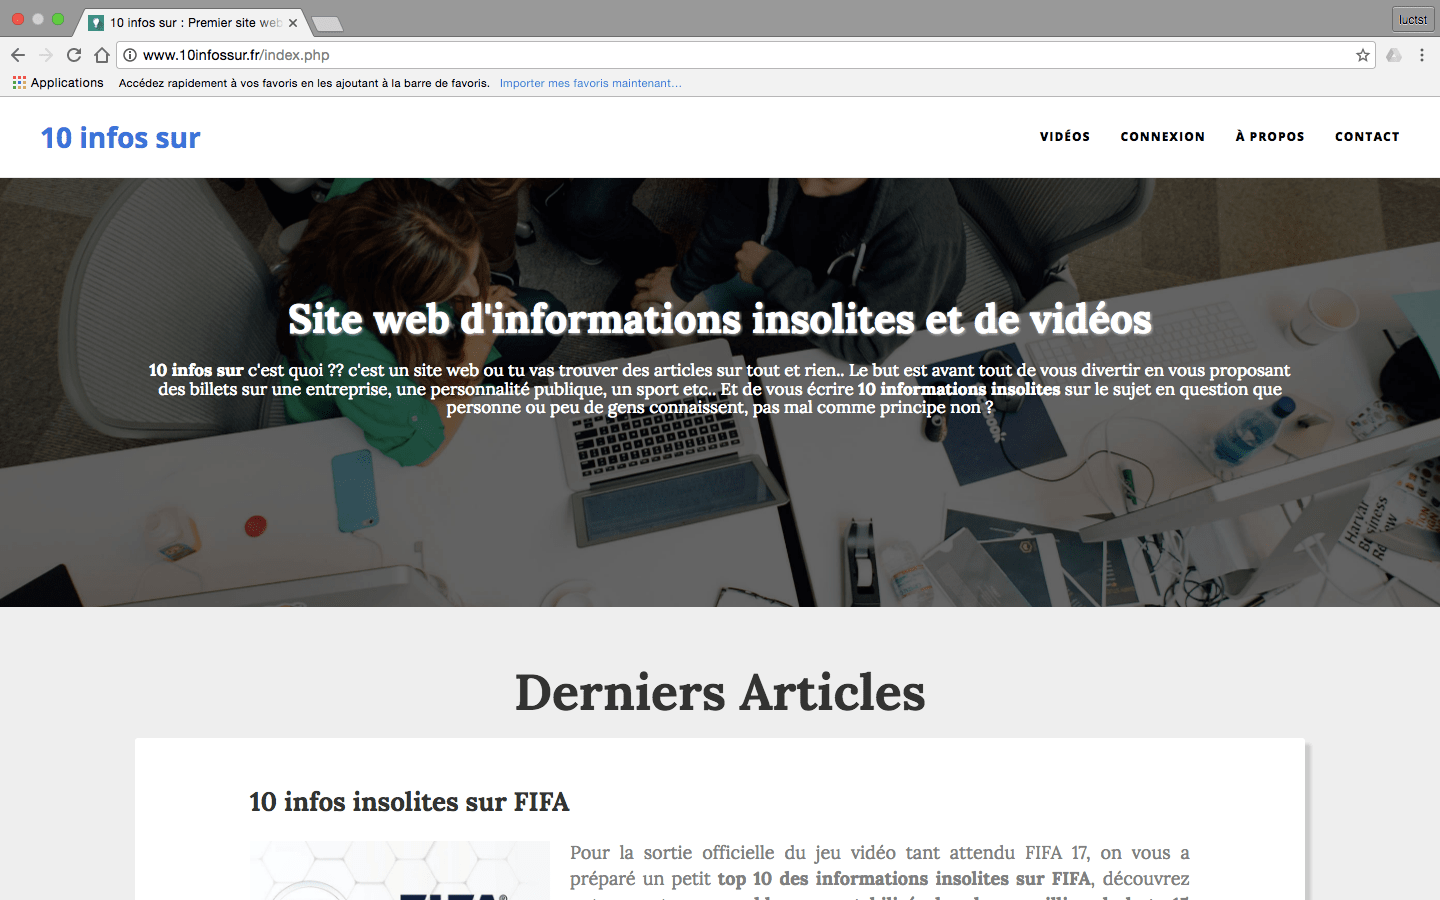 10 infos sur : Premier site web
luctst
www.10infossur.fr/index.php
Applications
Accédez rapidement à vos favoris en les ajoutant à la barre de favoris. Importer mes favoris maintenant...
10 infos sur
VIDÉOS CONNEXION À PROPOS CONTACT
Site web d'informations insolites et de vidéos
10 infos sur c'est quoi ?? c'est un site web ou tu vas trouver des articles sur tout et rien.. Le but est avant tout de vous divertir en vous proposant
des billets sur une entreprise, une personnalité publique, un sport etc.. Et de vous écrire 10 informations insolites sur le sujet en question que
personne ou peu de gens connaissent, pas mal comme principe non ?
Harvard
Business
Derniers Articles
10 infos insolites sur FIFA
Pour la sortie officielle du jeu vidéo tant attendu FIFA 17, on vous a
préparé un petit top 10 des informations insolites sur FIFA, découvrez